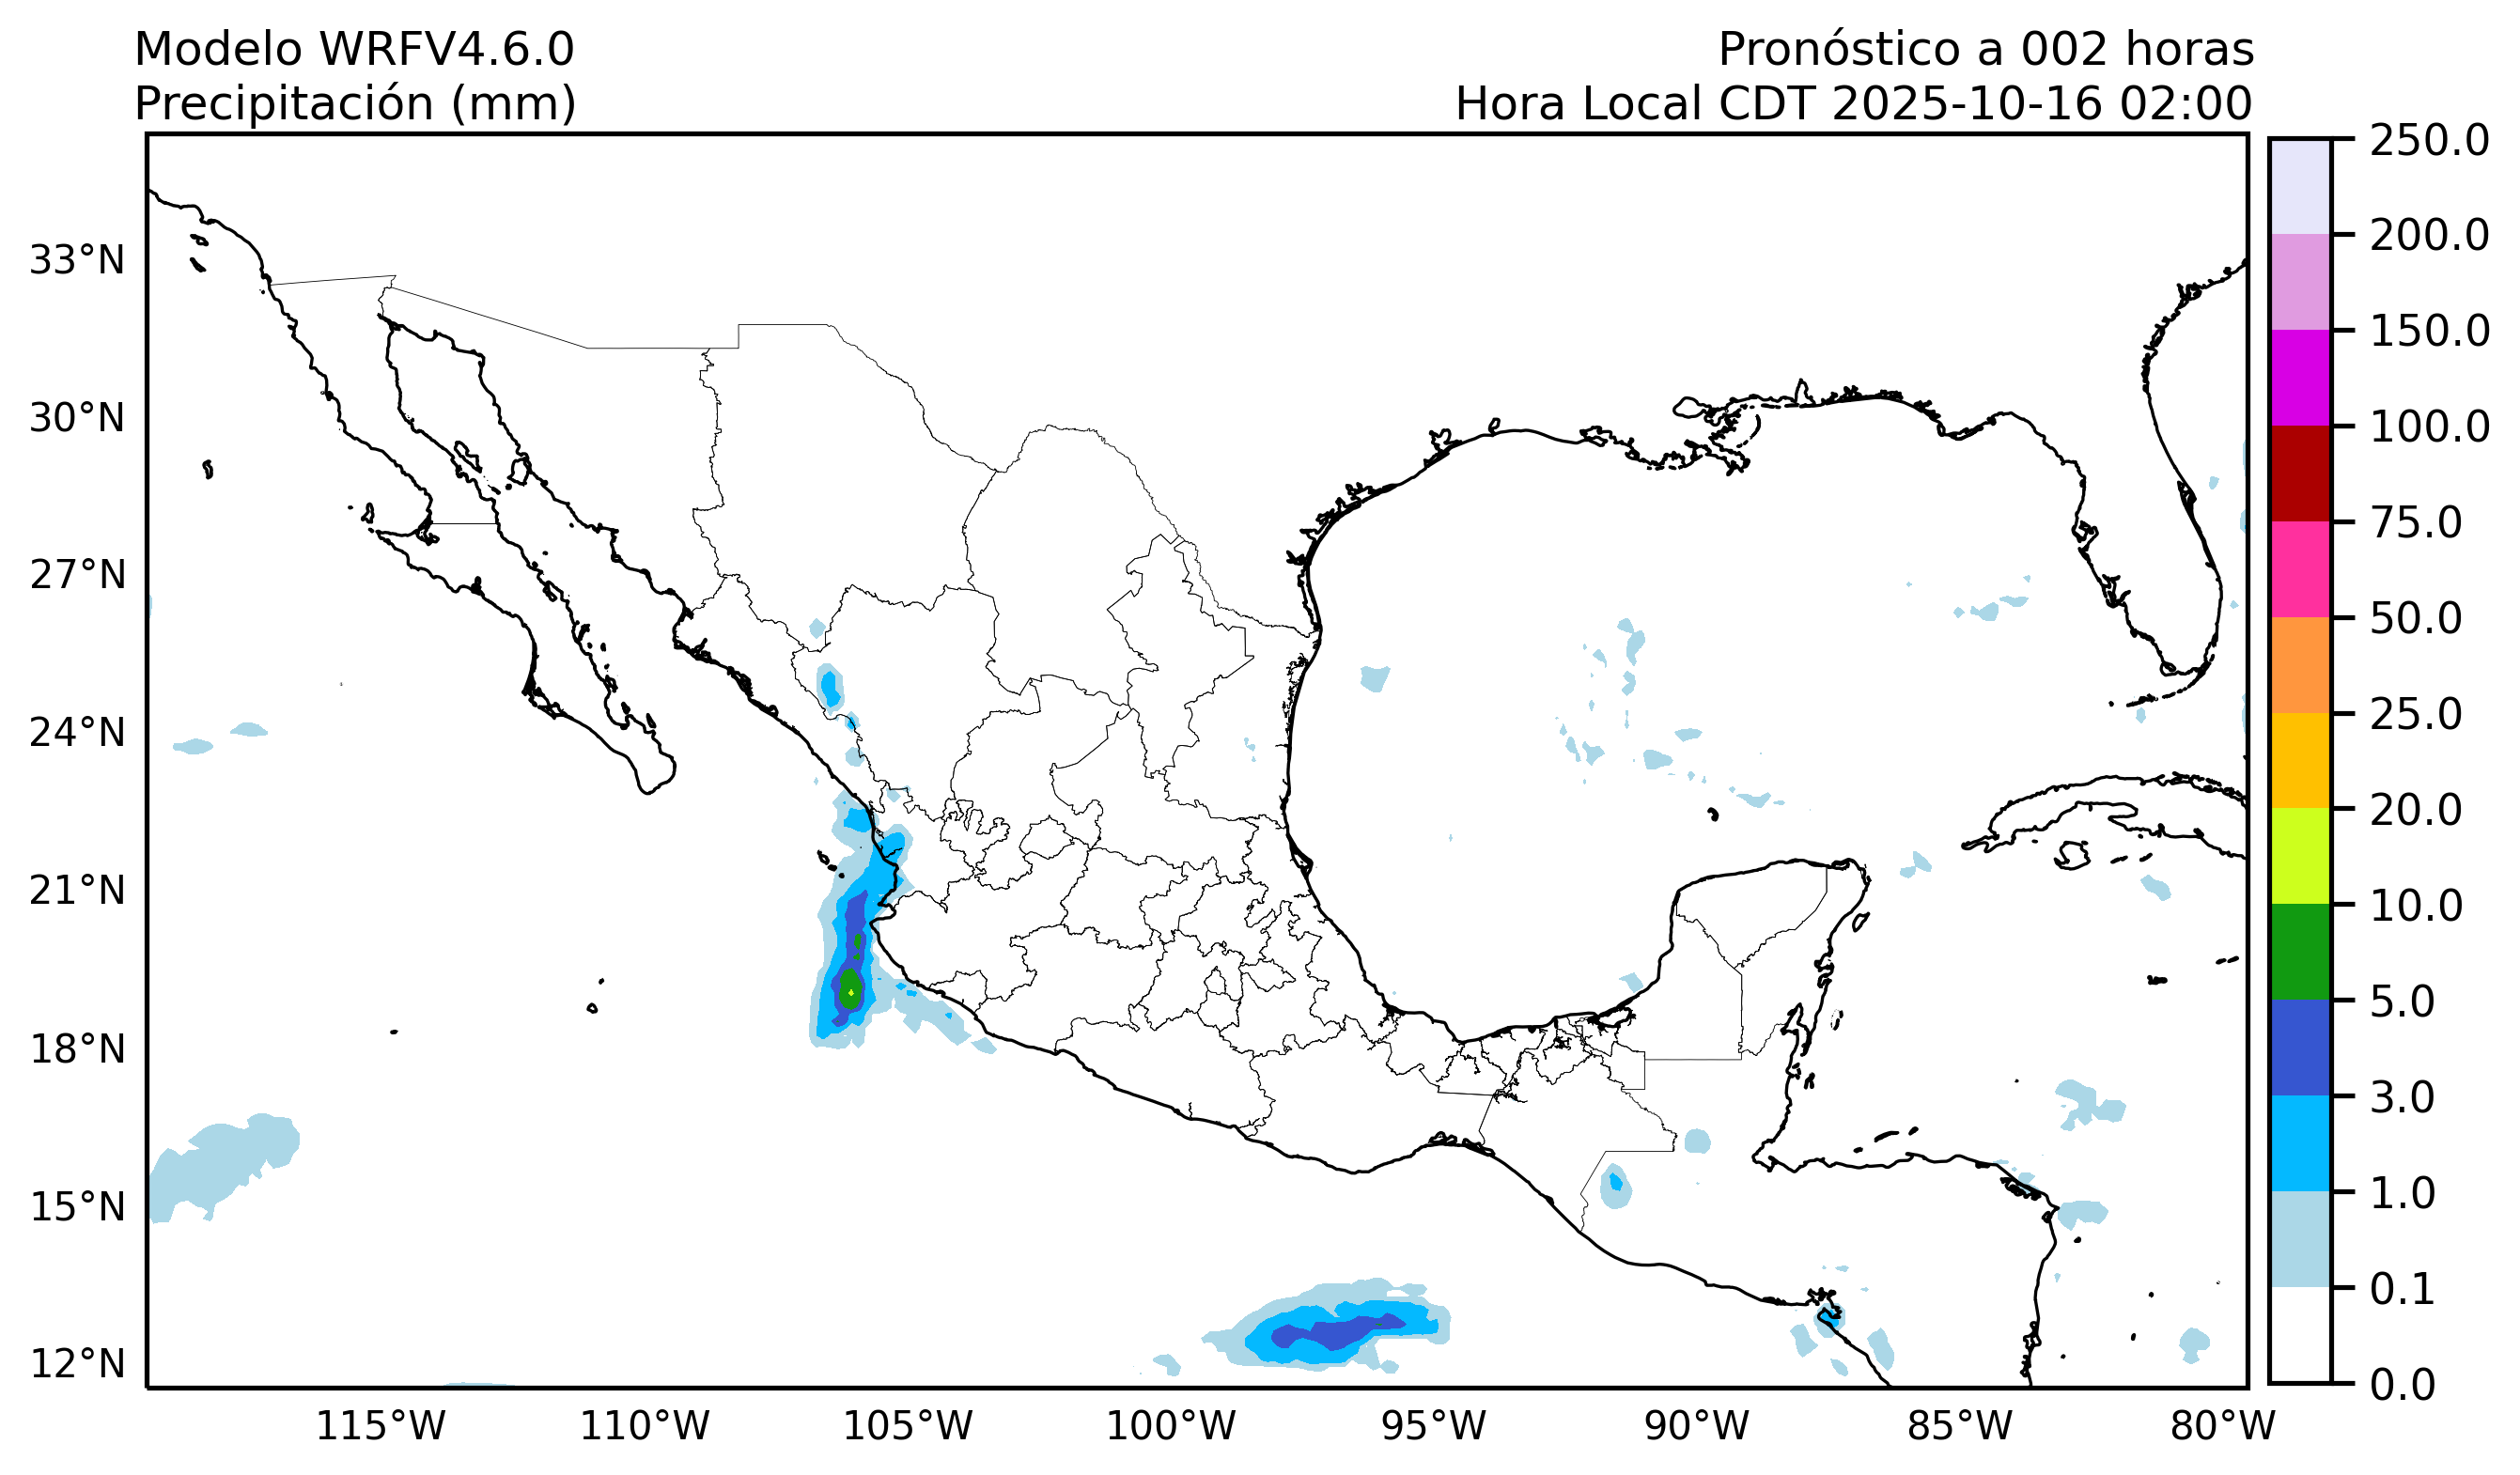 Modelo WRFV4.6.0
Precipitación (mm)
Pronóstico a 002 horas
Hora Local CDT 2025-10-16 02:00
33°N
30°N
27°N
24°N
21°N
18°N
15°N
12°N
115°W
110°W
105°W
100°W
95°W
90°W
85°W
80°W
250.0
200.0
150.0
100.0
75.0
50.0
25.0
20.0
10.0
5.0
3.0
1.0
0.1
0.0